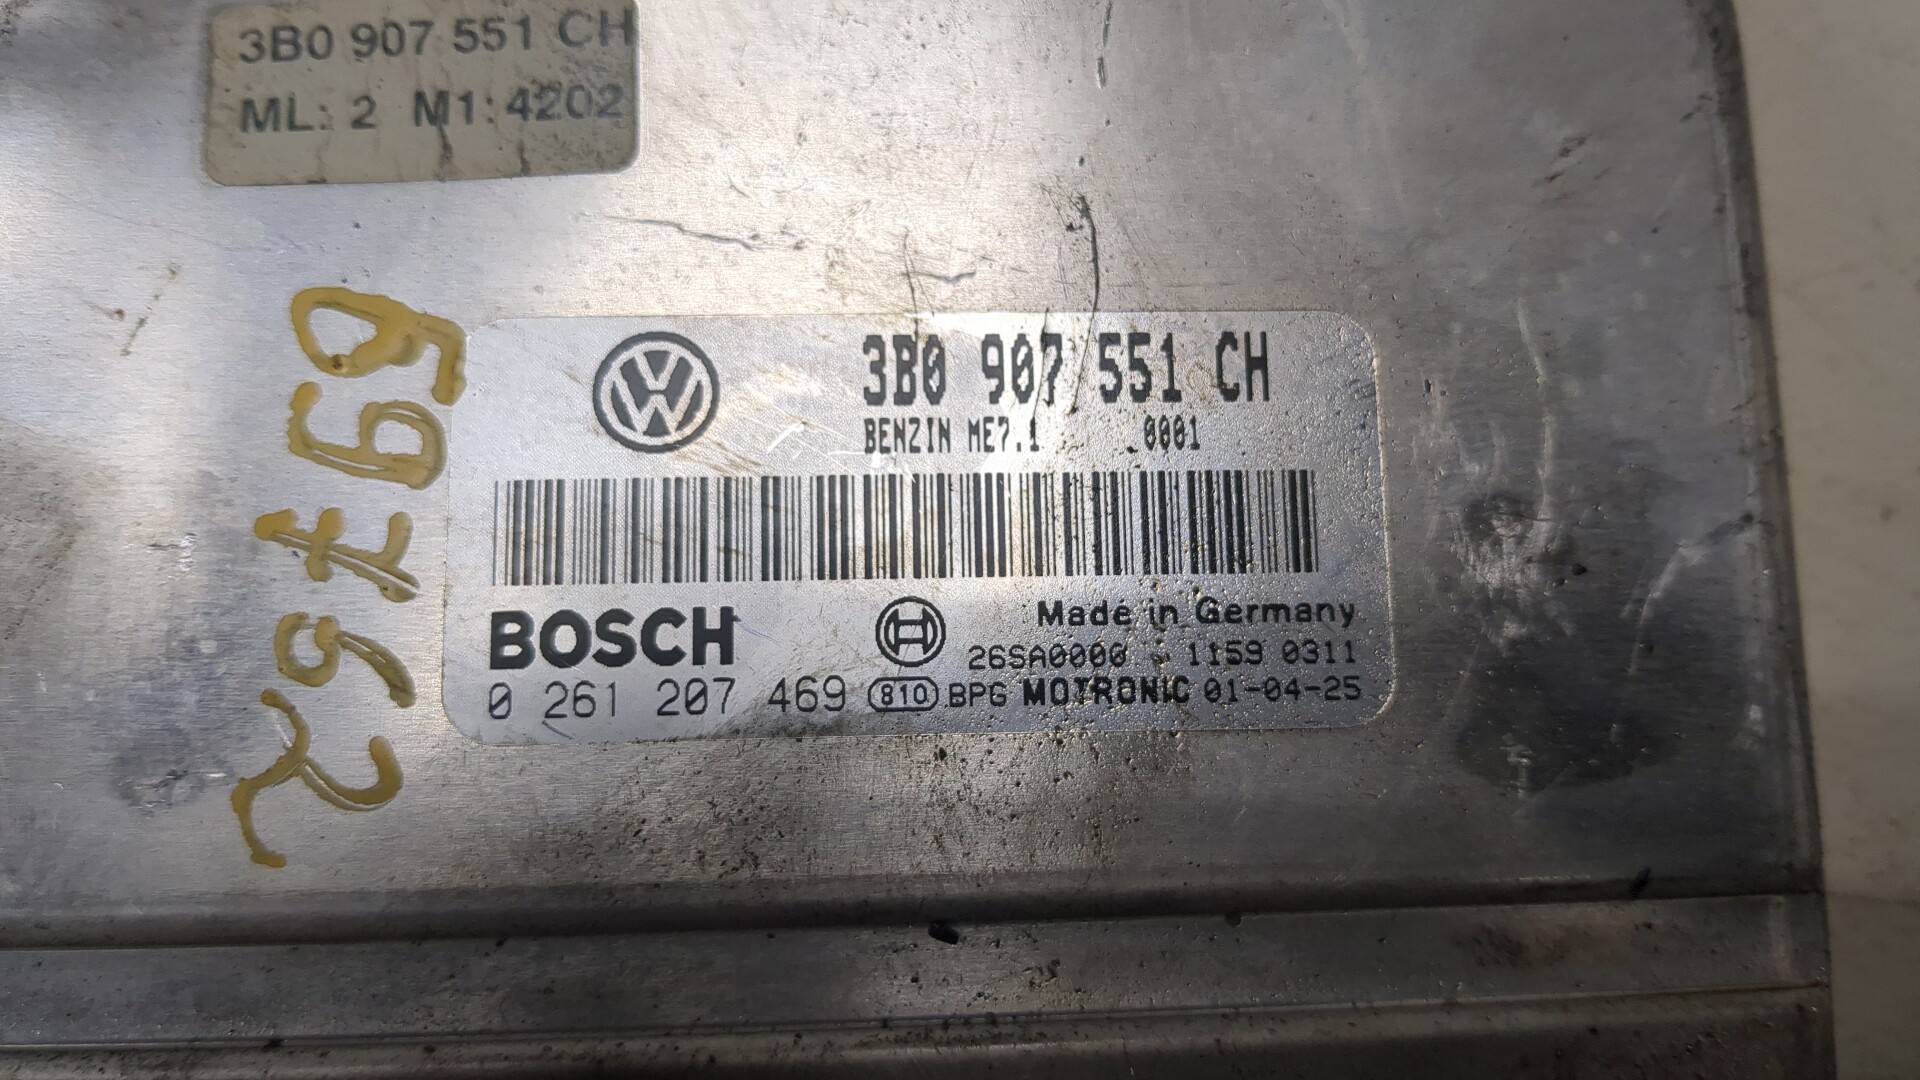 3B0 907 551 CH
ML: 2 M1: 4202
3B0 907 551 CH
BENZIN ME7.1 0001
BOSCH
Made in Germany
26SA0000 1159 0311
0 261 207 469 810 BPG MOTRONIC 01-04-25